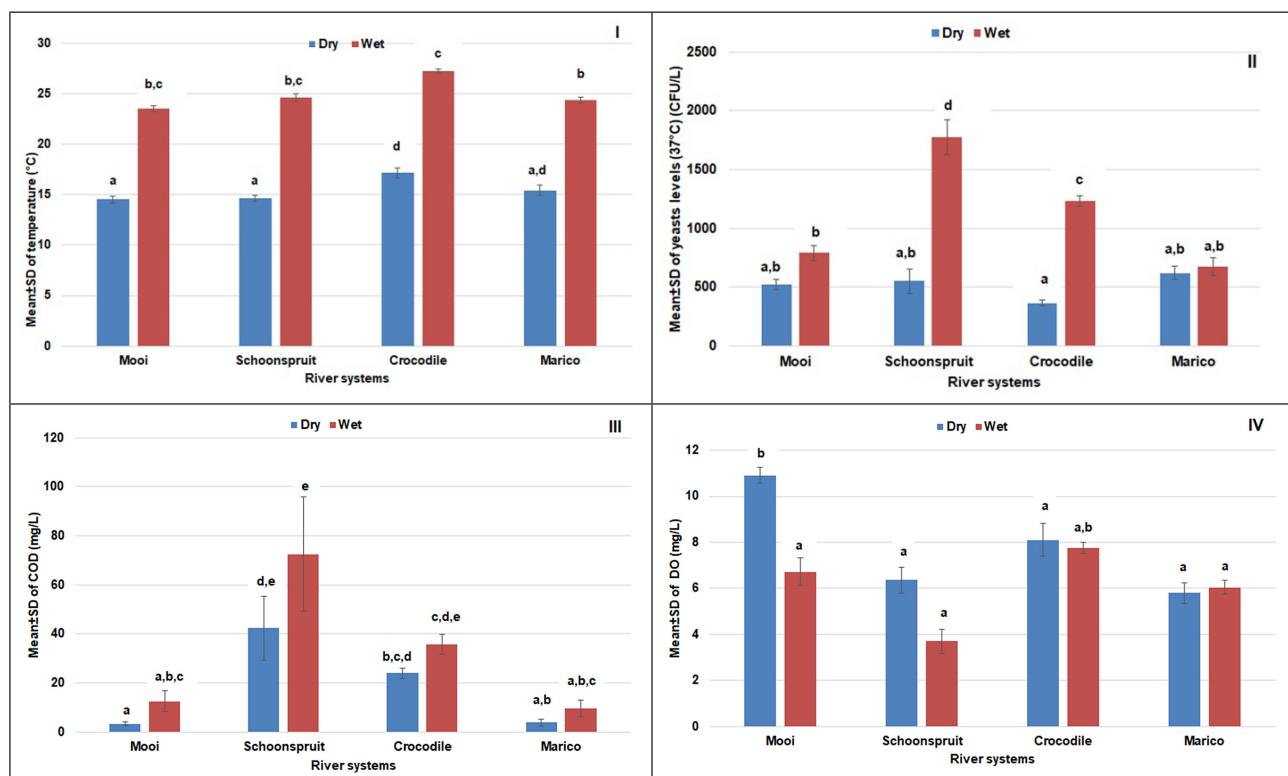 I
Dry Wet
Mean±SD of temperature (°C)
30
25
20
15
10
5
0
a
b,c
a
b,c
d
c
a,d
b
Mooi Schoonspruit Crocodile Marico
River systems
II
Dry Wet
Mean±SD of yeasts levels (37°C) (CFU/L)
2500
2000
1500
1000
500
0
a,b
b
a,b
d
a
c
a,b
a,b
Mooi Schoonspruit Crocodile Marico
River systems
III
Dry Wet
Mean±SD of COD (mg/L)
120
100
80
60
40
20
0
a
a,b,c
d,e
e
b,c,d
c,d,e
a,b
a,b,c
Mooi Schoonspruit Crocodile Marico
River systems
IV
Dry Wet
Mean±SD of DO (mg/L)
12
10
8
6
4
2
0
b
a
a
a
a
a,b
a
a
Mooi Schoonspruit Crocodile Marico
River systems